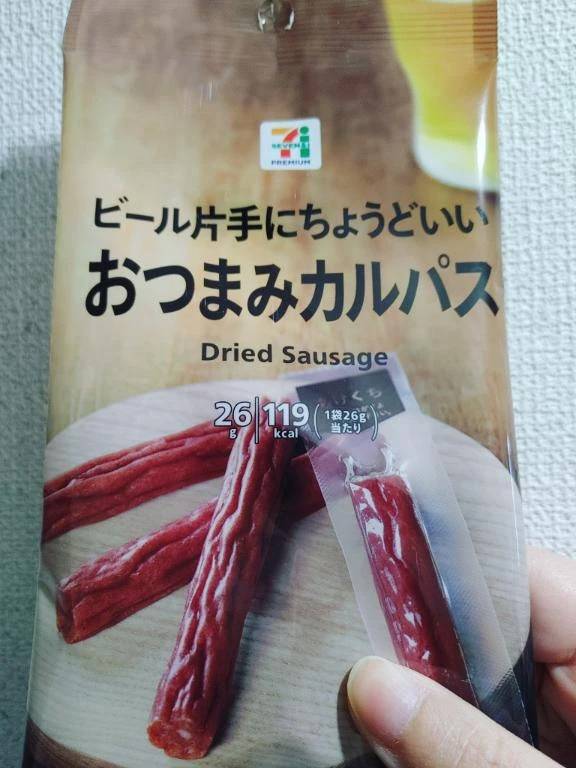 SEVEN&i
PREMIUM
ビール片手にちょうどいい
おつまみカルパス
Dried Sausage
26g 119kcal (1袋26g当たり)